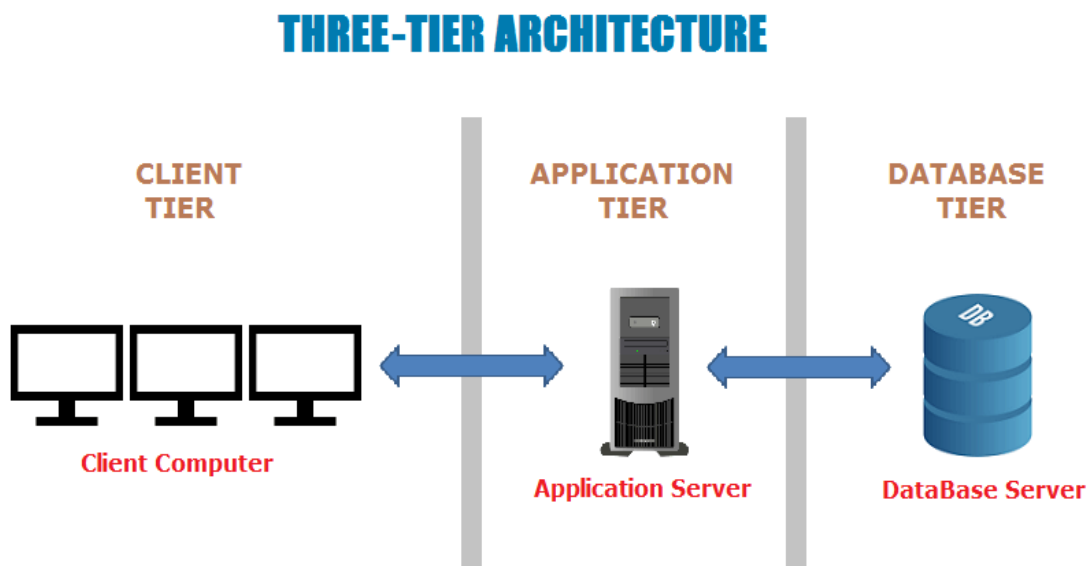 THREE-TIER ARCHITECTURE
CLIENT
TIER
APPLICATION
TIER
DATABASE
TIER
DB
Client Computer
Application Server
DataBase Server